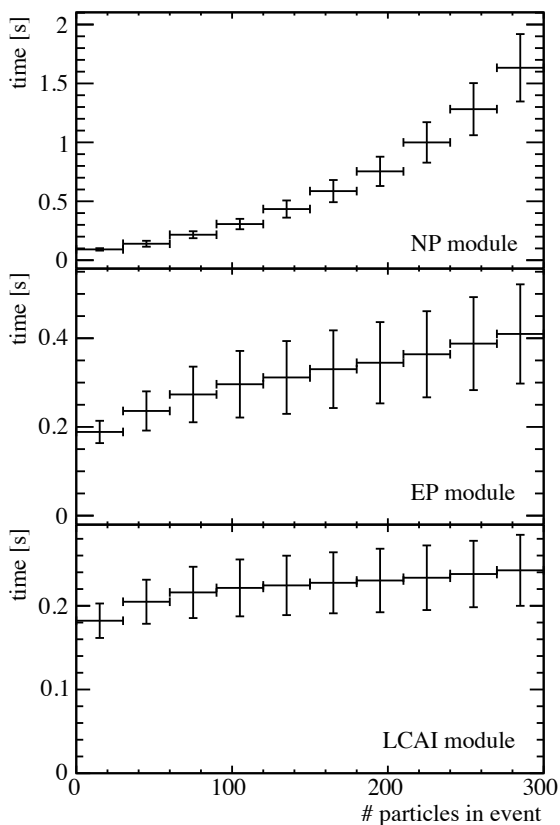 time [s]
2
1.5
1
0.5
0
NP module
time [s]
0.4
0.2
0
EP module
time [s]
0.2
0.1
0
LCAI module
0
100
200
300
# particles in event